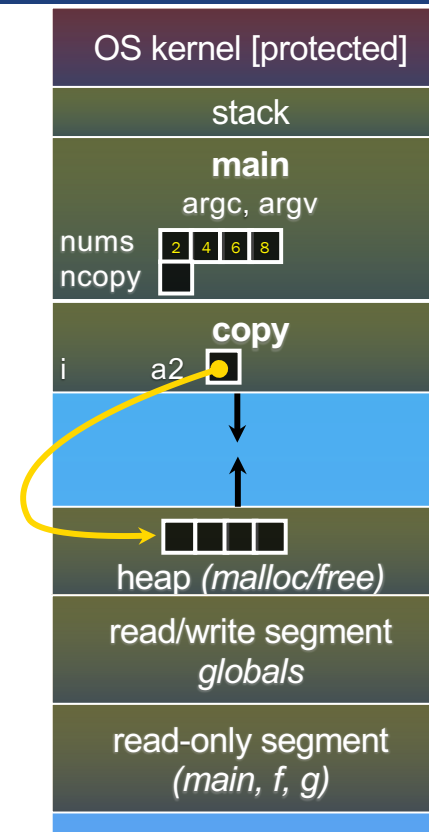 OS kernel [protected]
stack
main
argc, argv
nums 2 4 6 8
ncopy
copy
i a2
heap (malloc/free)
read/write segment
globals
read-only segment
(main, f, g)